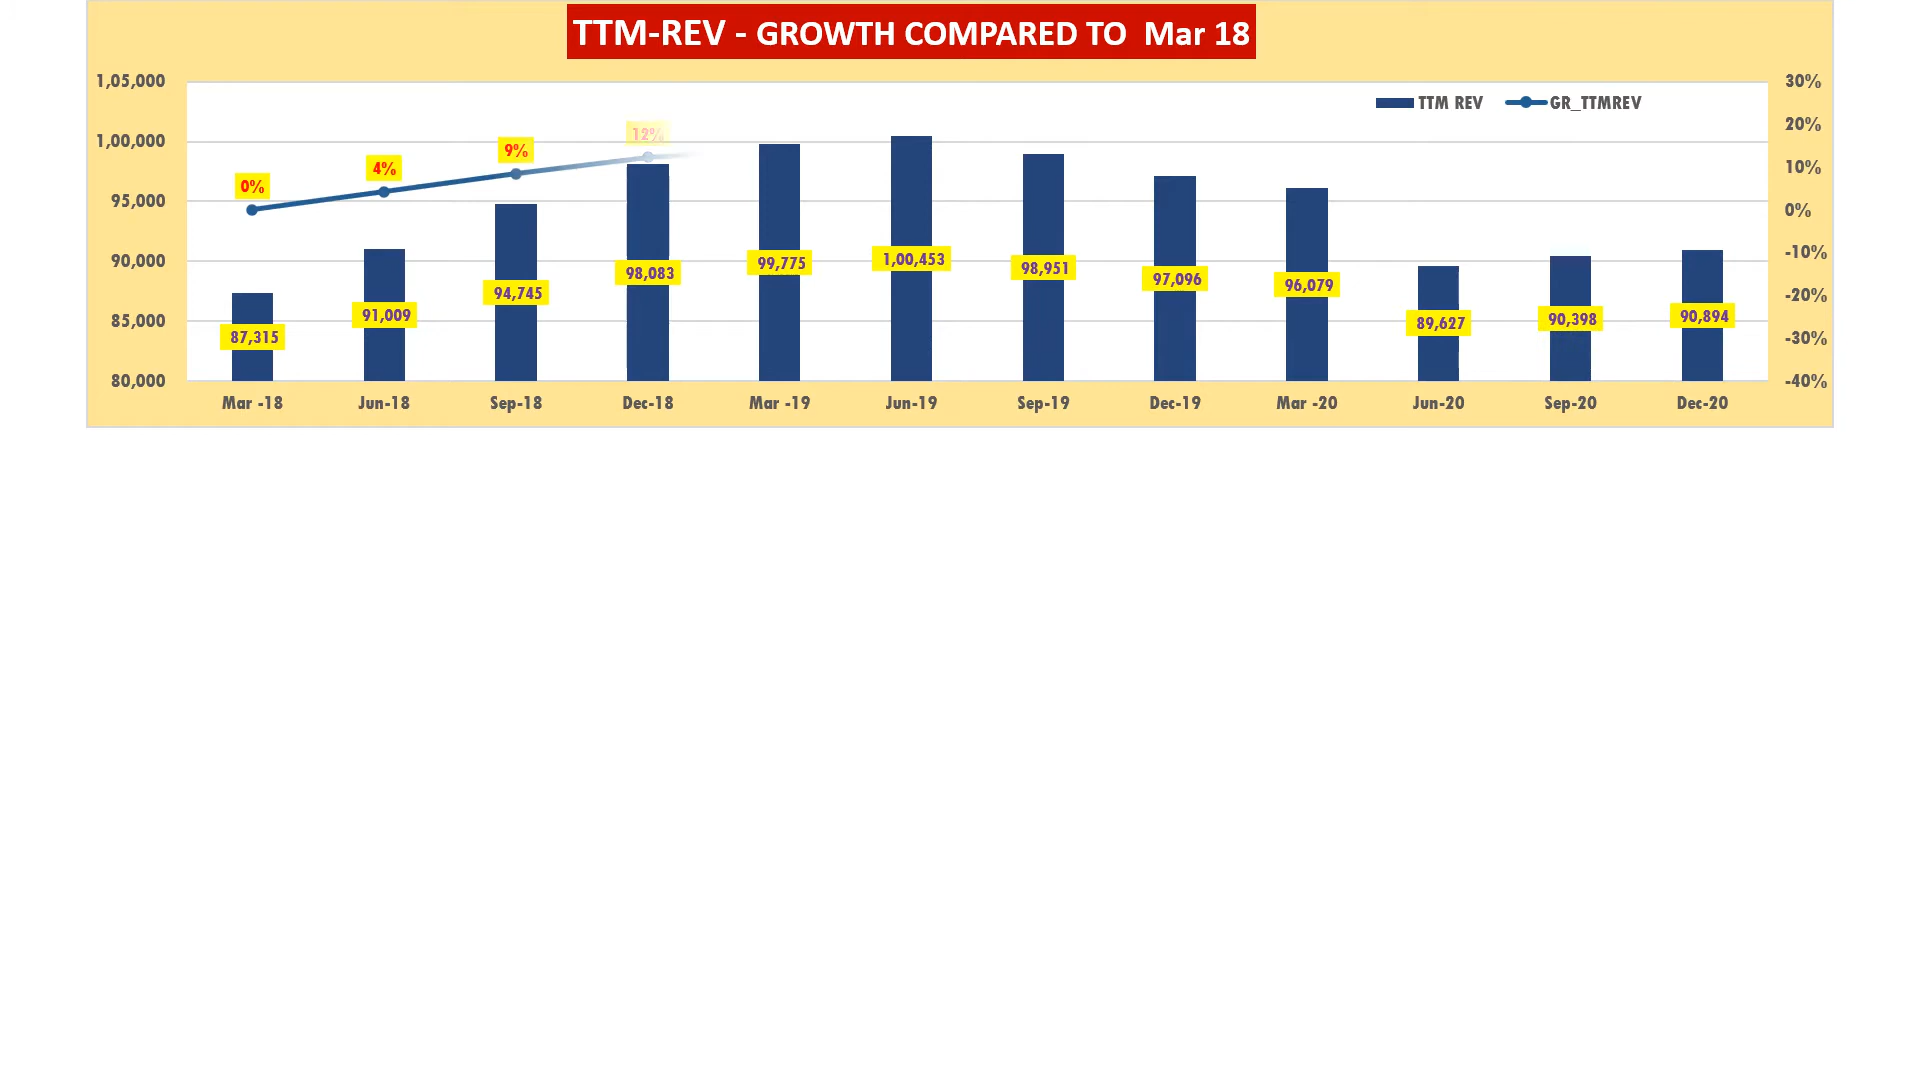 TTM-REV - GROWTH COMPARED TO Mar 18
TTM REV GR_TTMREV
1,05,000
1,00,000
95,000
90,000
85,000
80,000
30%
20%
10%
0%
-10%
-20%
-30%
-40%
0% 4% 9% 12%
87,315 91,009 94,745 98,083 99,775 1,00,453 98,951 97,096 96,079 89,627 90,398 90,894
Mar -18 Jun-18 Sep-18 Dec-18 Mar -19 Jun-19 Sep-19 Dec-19 Mar -20 Jun-20 Sep-20 Dec-20